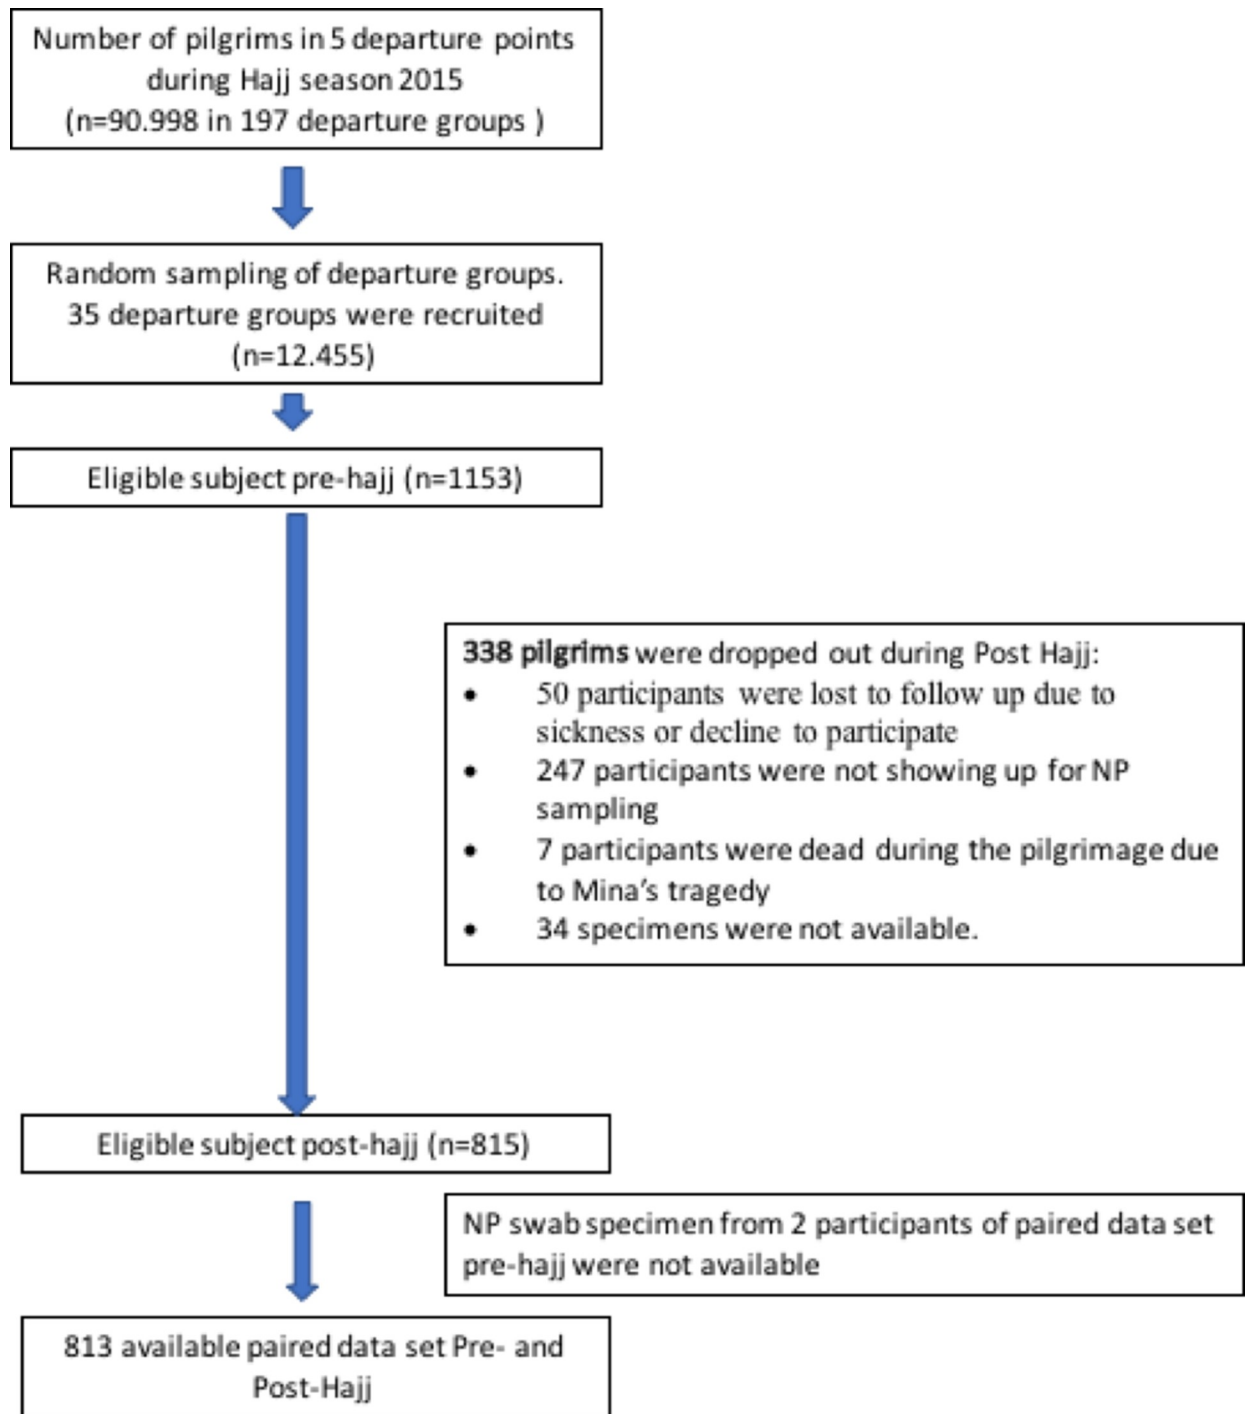 Number of pilgrims in 5 departure points
during Hajj season 2015
(n=90.998 in 197 departure groups )
Random sampling of departure groups.
35 departure groups were recruited
(n=12.455)
Eligible subject pre-hajj (n=1153)
338 pilgrims were dropped out during Post Hajj:
• 50 participants were lost to follow up due to
sickness or decline to participate
• 247 participants were not showing up for NP
sampling
• 7 participants were dead during the pilgrimage due
to Mina’s tragedy
• 34 specimens were not available.
Eligible subject post-hajj (n=815)
NP swab specimen from 2 participants of paired data set
pre-hajj were not available
813 available paired data set Pre- and
Post-Hajj